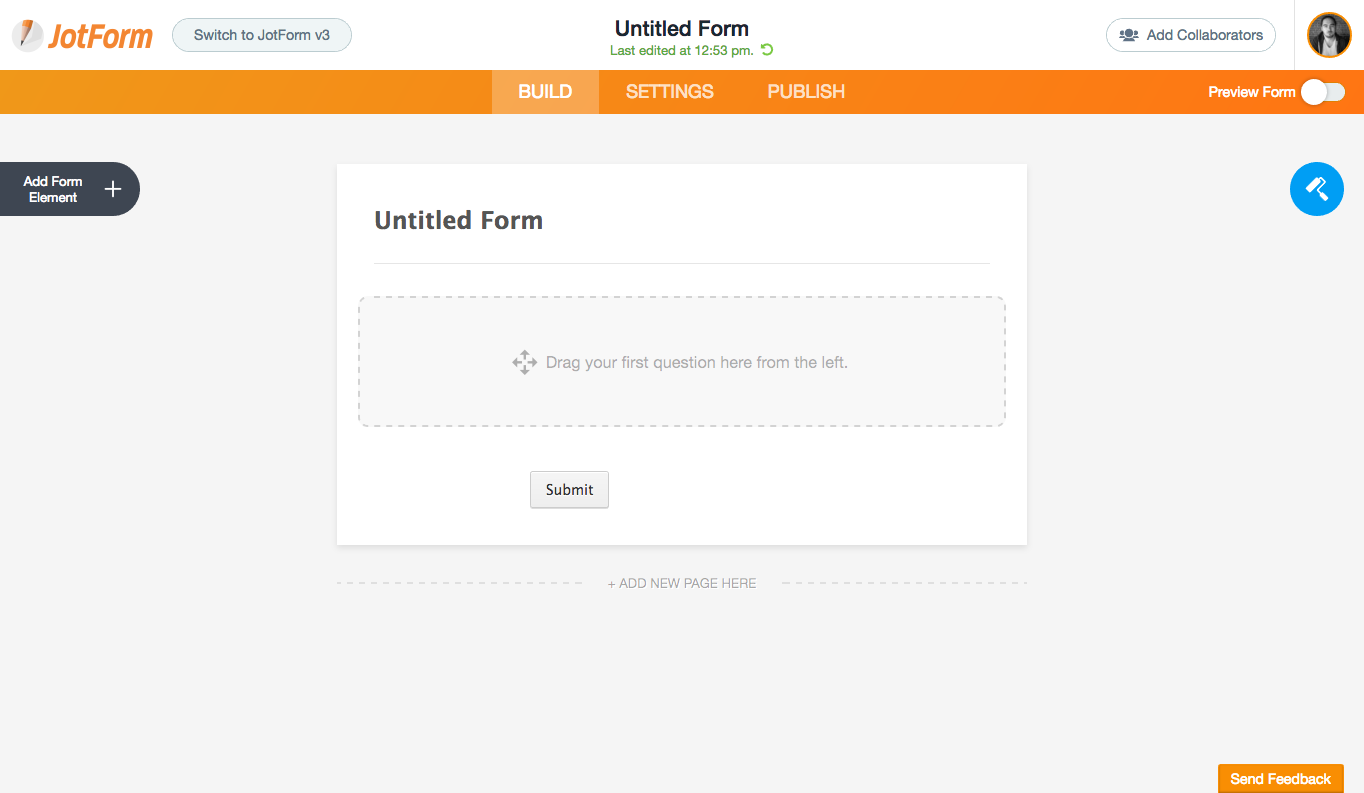 JotForm
Switch to JotForm v3
Untitled Form
Last edited at 12:53 pm.
Add Collaborators
BUILD
SETTINGS
PUBLISH
Preview Form
Add Form
Element
Untitled Form
Drag your first question here from the left.
Submit
+ ADD NEW PAGE HERE
Send Feedback